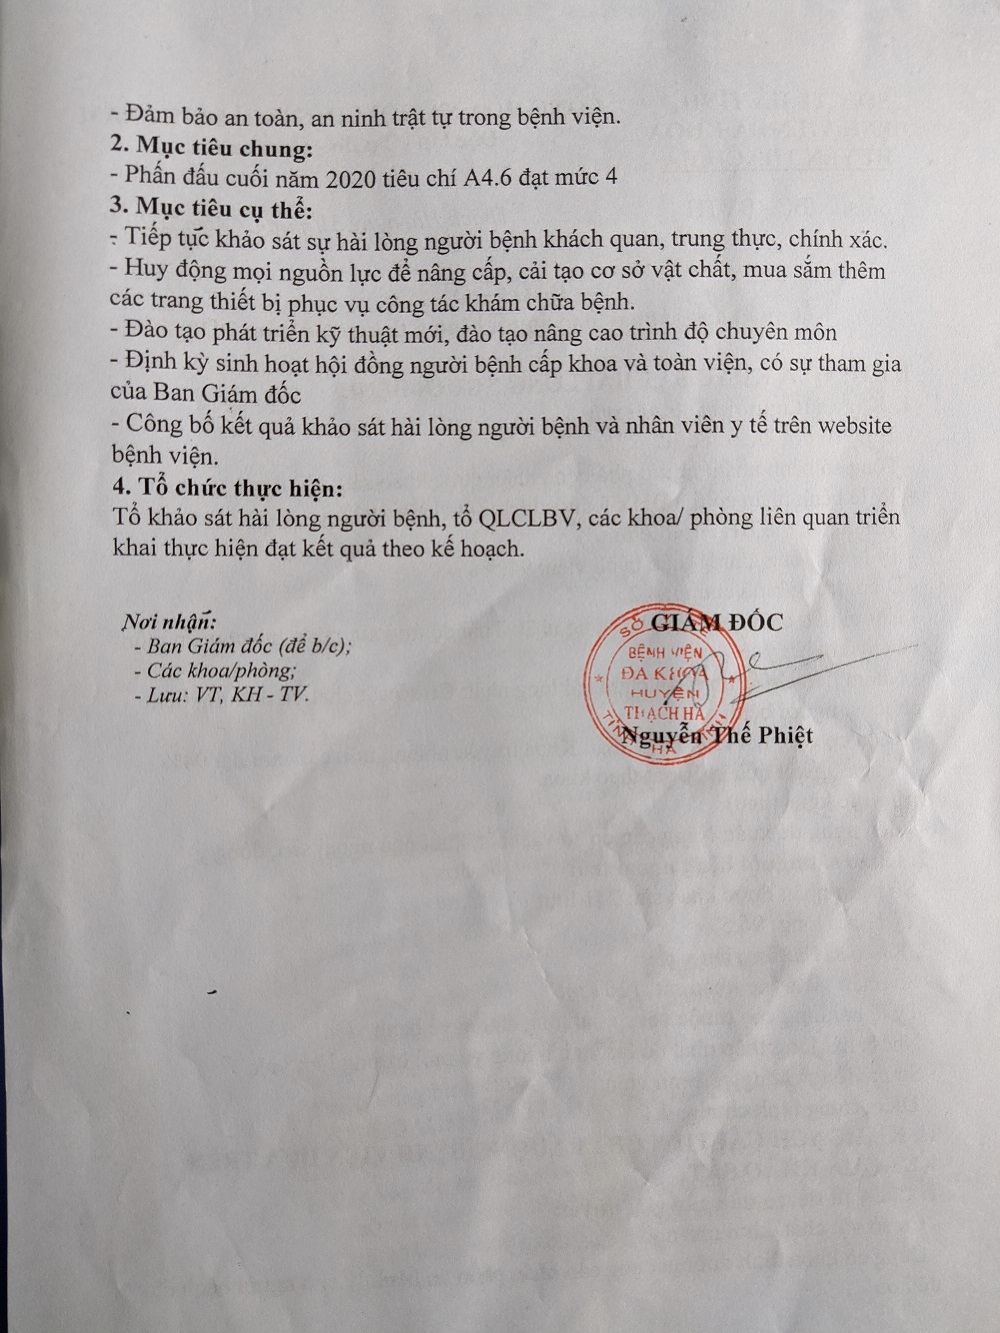 - Đảm bảo an toàn, an ninh trật tự trong bệnh viện.
2. Mục tiêu chung:
- Phấn đấu cuối năm 2020 tiêu chí A4.6 đạt mức 4
3. Mục tiêu cụ thể:
- Tiếp tục khảo sát sự hài lòng người bệnh khách quan, trung thực, chính xác.
- Huy động mọi nguồn lực để nâng cấp, cải tạo cơ sở vật chất, mua sắm thêm
các trang thiết bị phục vụ công tác khám chữa bệnh.
- Đào tạo phát triển kỹ thuật mới, đào tạo nâng cao trình độ chuyên môn
- Định kỳ sinh hoạt hội đồng người bệnh cấp khoa và toàn viện, có sự tham gia
của Ban Giám đốc
- Công bố kết quả khảo sát hài lòng người bệnh và nhân viên y tế trên website
bệnh viện.
4. Tổ chức thực hiện:
Tổ khảo sát hài lòng người bệnh, tổ QLCLBV, các khoa/ phòng liên quan triển
khai thực hiện đạt kết quả theo kế hoạch.
Nơi nhận:
- Ban Giám đốc (để b/c);
- Các khoa/phòng;
- Lưu: VT, KH - TV.
GIÁM ĐỐC
SỞ
BỆNH VIỆN
ĐA KHOA
HUYỆN
THẠCH HÀ
TỈNH HÀ TĨNH
Nguyễn Thế Phiệt